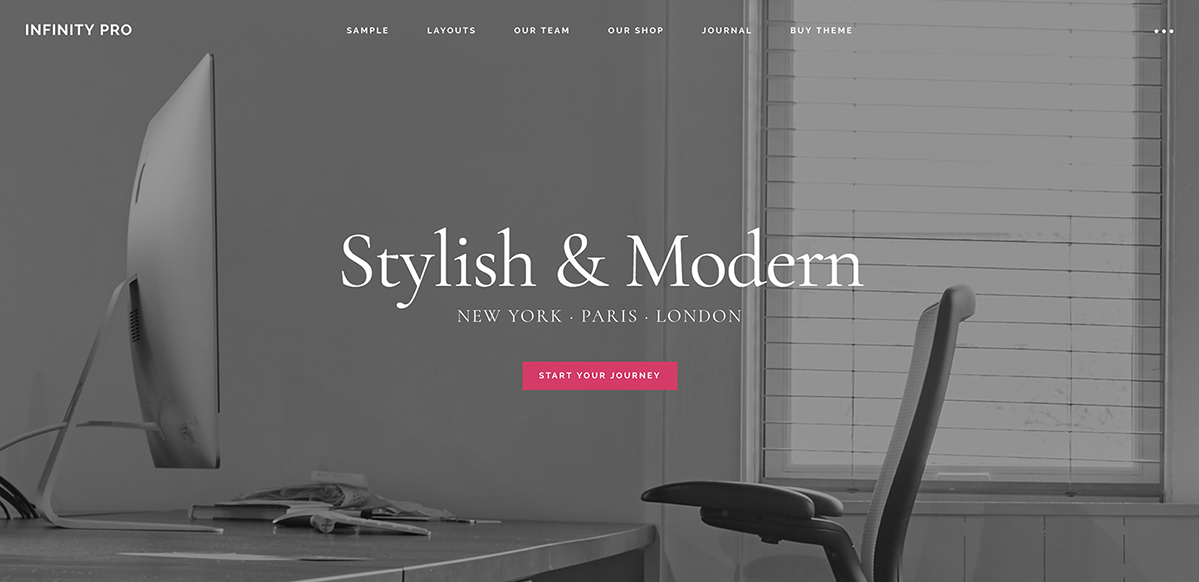 INFINITY PRO
SAMPLE LAYOUTS OUR TEAM OUR SHOP JOURNAL BUY THEME
Stylish & Modern
NEW YORK · PARIS · LONDON
START YOUR JOURNEY